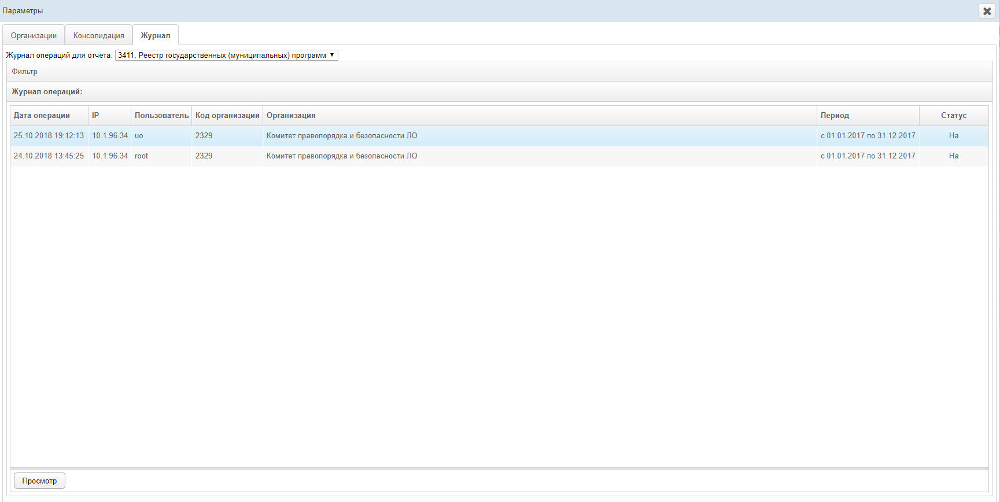 Параметры
Организации Консолидация Журнал
Журнал операций для отчета: 3411. Реестр государственных (муниципальных) программ
Фильтр
Журнал операций:
Дата операции IP Пользователь Код организации Организация Период Статус
25.10.2018 19:12:13 10.1.96.34 uo 2329 Комитет правопорядка и безопасности ЛО с 01.01.2017 по 31.12.2017 На
24.10.2018 13:45:25 10.1.96.34 root 2329 Комитет правопорядка и безопасности ЛО с 01.01.2017 по 31.12.2017 На
Просмотр